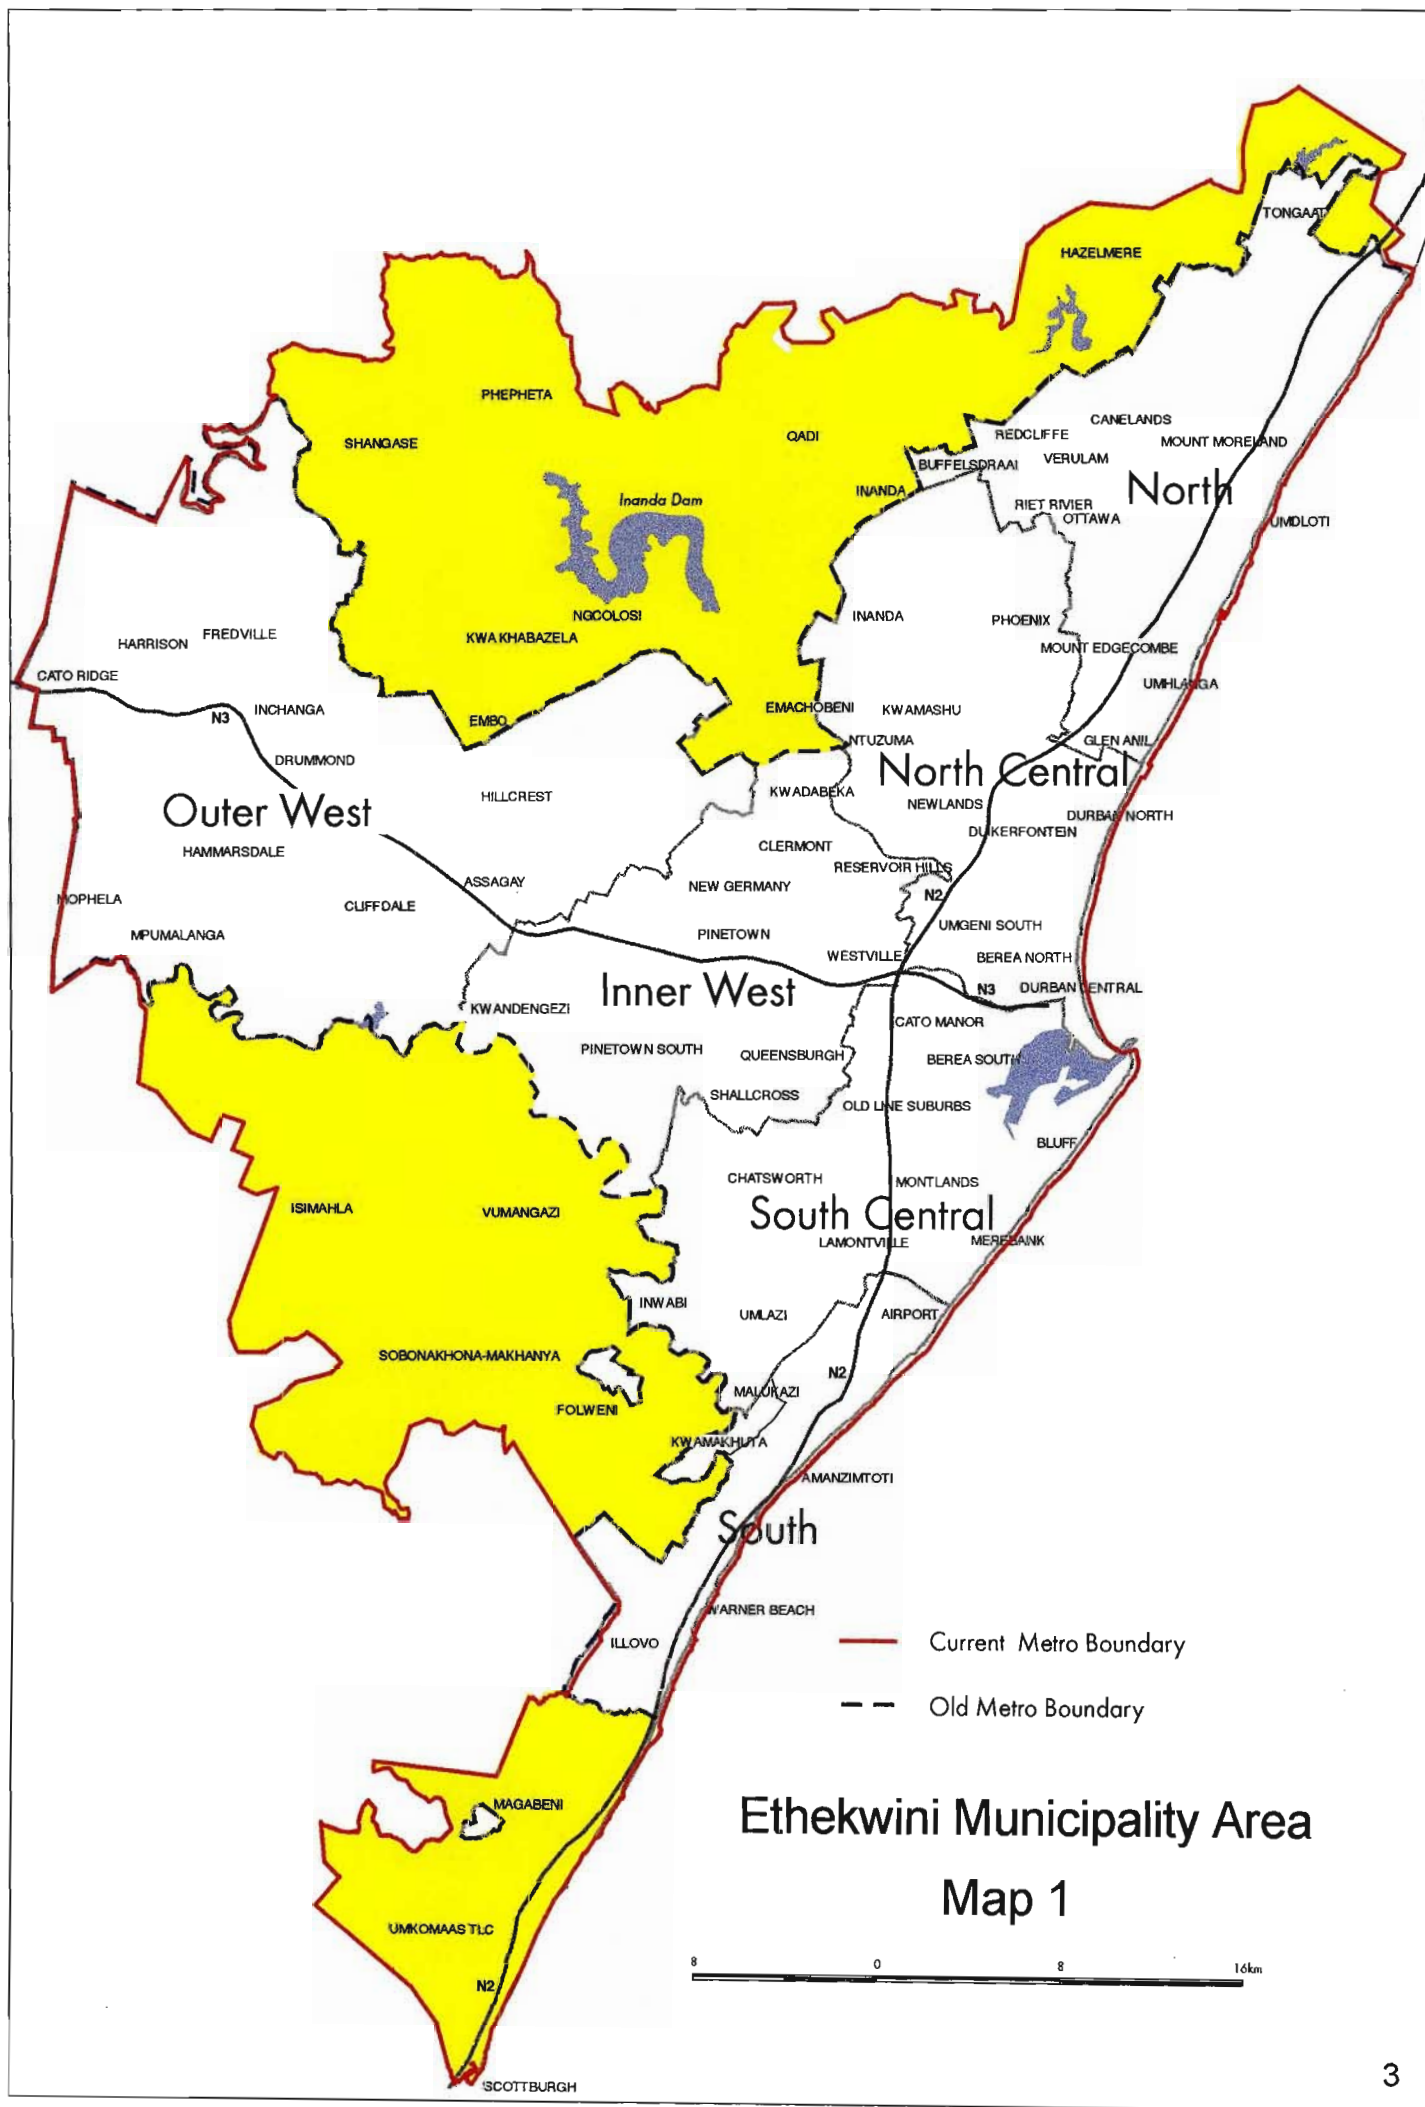 TONGAAT
HAZELMERE
PHEPHETA
SHANGASE
QADI
CANELANDS
REDCLIFFE
MOUNT MORELAND
VERULAM
BUFFELSDRAAI
North
INANDA
Inanda Dam
RIET RIVIER
OTTAWA
UMDLOTI
NGCOLOSI
INANDA
PHOENIX
KWA KHABAZELA
FREDVILLE
HARRISON
MOUNT EDGECOMBE
CATO RIDGE
UMHLANGA
N3
INCHANGA
EMBO
EMACHOBENI
KWAMASHU
NTUZUMA
GLEN ANIL
DRUMMOND
North Central
HILLCREST
KWADABEKA
NEWLANDS
Outer West
DURBAN NORTH
DUIKERFONTEIN
HAMMARSDALE
CLERMONT
RESERVOIR HILLS
ASSAGAY
NEW GERMANY
N2
MOPHELA
CLIFFDALE
UMGENI SOUTH
MPUMALANGA
PINETOWN
WESTVILLE
BEREA NORTH
Inner West
N3
DURBAN CENTRAL
KWANDENGEZI
CATO MANOR
PINETOWN SOUTH
QUEENSBURGH
BEREA SOUTH
SHALLCROSS
OLD LINE SUBURBS
BLUFF
CHATSWORTH
MONTLANDS
ISIMAHLA
VUMANGAZI
South Central
LAMONTVILLE
MEREBANK
INWABI
UMLAZI
AIRPORT
SOBONAKHONA-MAKHANYA
N2
MALUKAZI
FOLWENI
KWAMAKHUTA
AMANZIMTOTI
South
WARNER BEACH
ILLOVO
Current Metro Boundary
Old Metro Boundary
MAGABENI
Ethekwini Municipality Area
Map 1
UMKOMAAS TLC
8 0 8 16km
N2
SCOTTBURGH
3